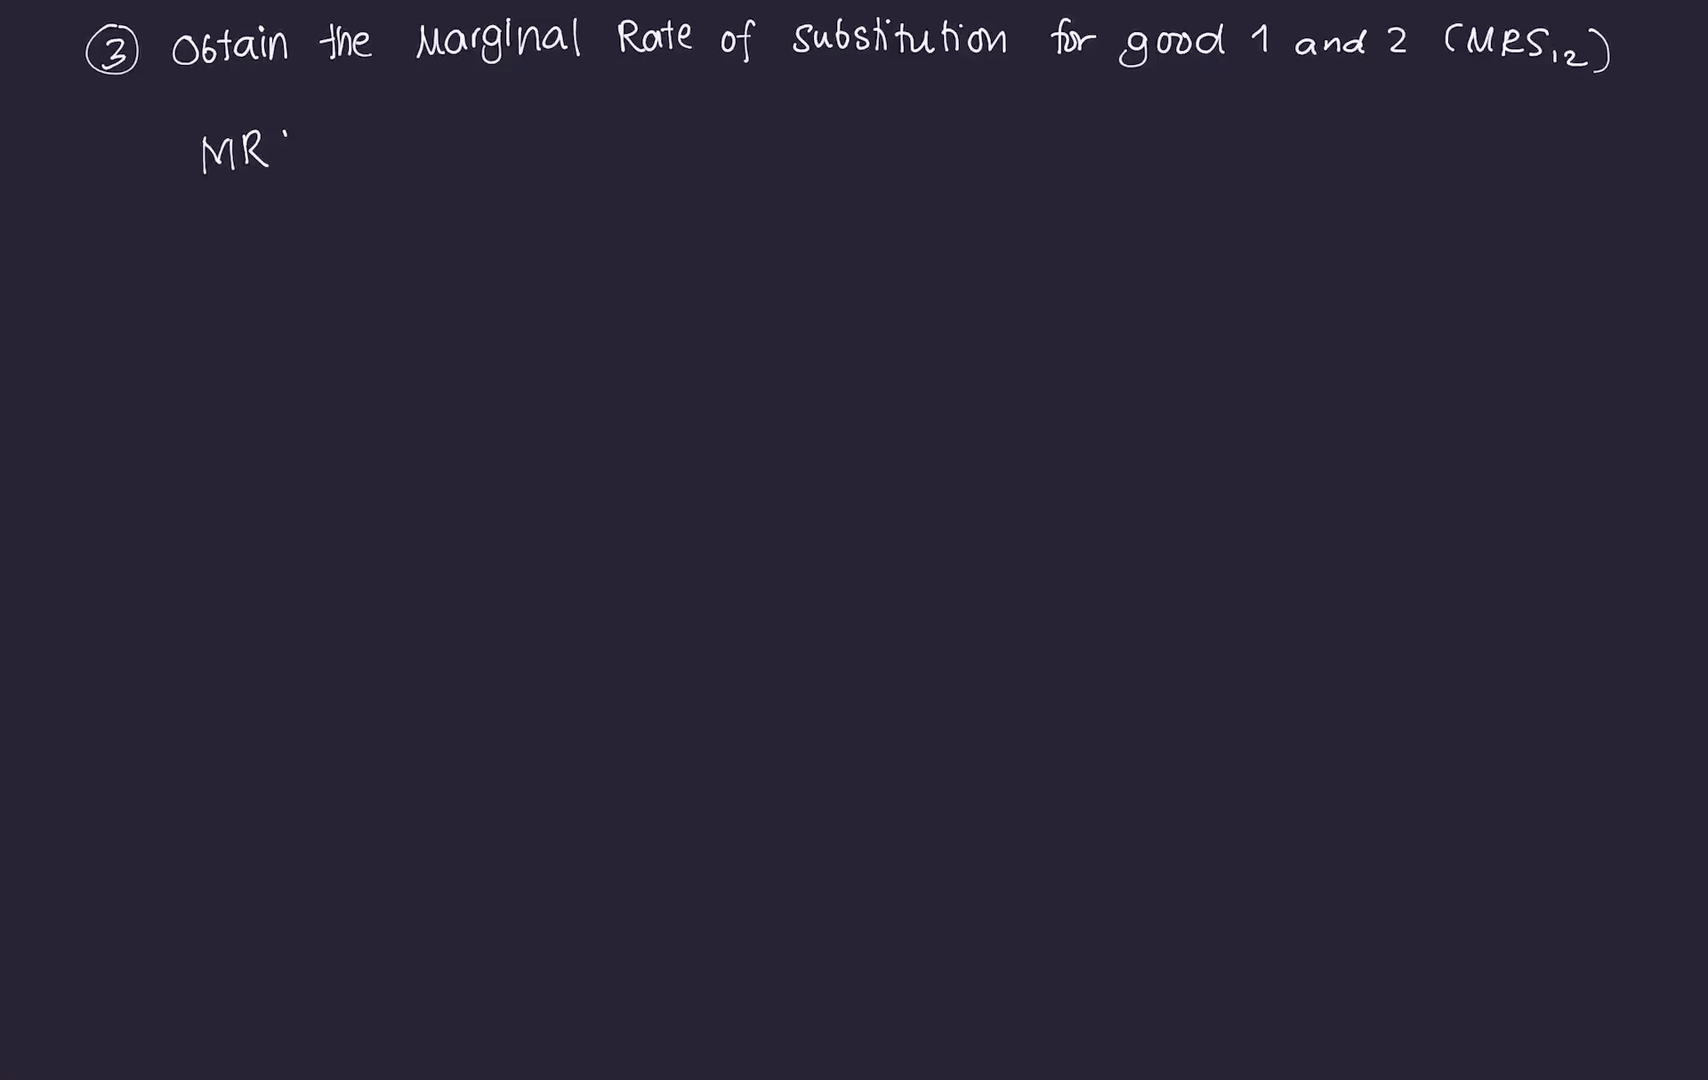 ③ Obtain the Marginal Rate of substitution for good 1 and 2 (MRS₁₂)
MR